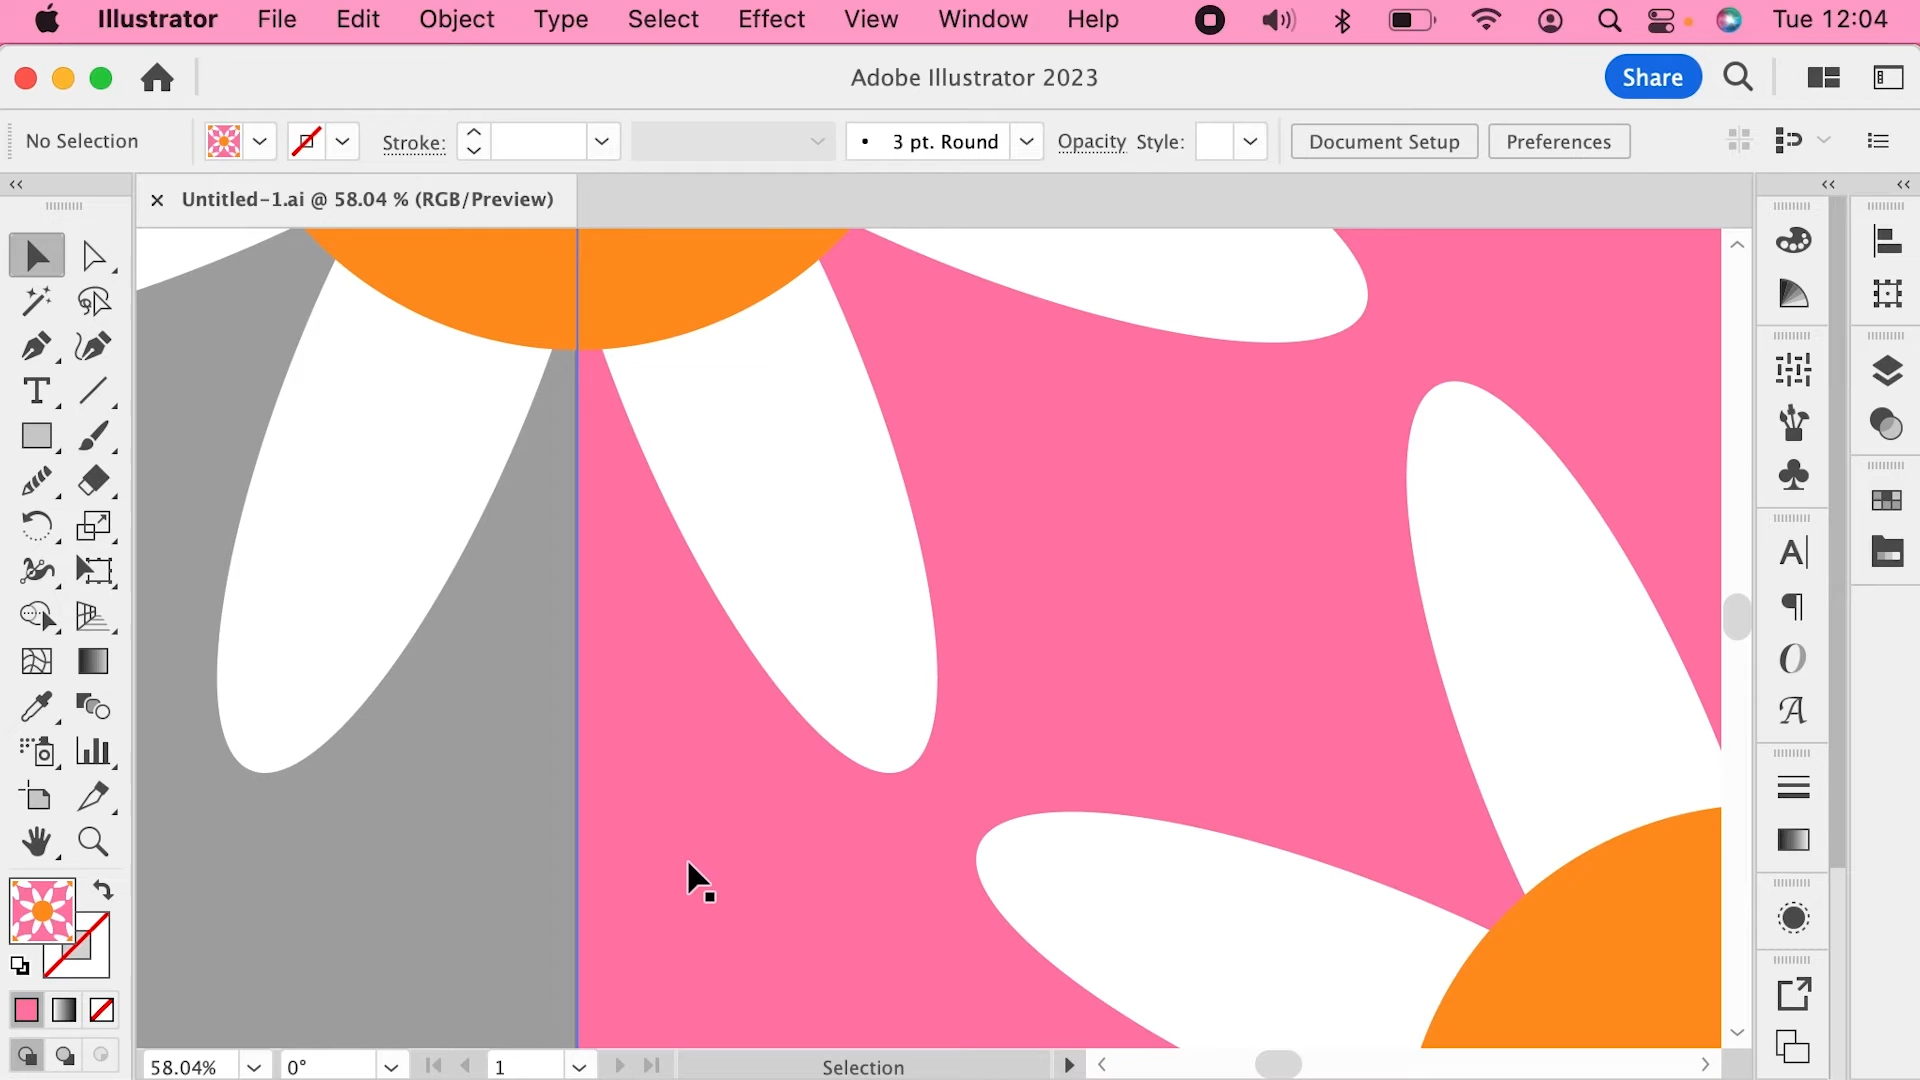 Illustrator File Edit Object Type Select Effect View Window Help Tue 12:04
Adobe Illustrator 2023 Share
No Selection Stroke: 3 pt. Round Opacity Style: Document Setup Preferences
Untitled-1.ai @ 58.04 % (RGB/Preview)
58.04% 0° 1 Selection